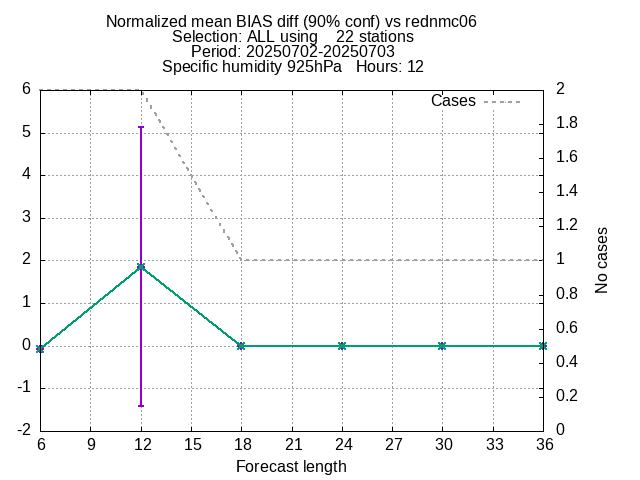 Normalized mean BIAS diff (90% conf) vs rednmc06
Selection: ALL using    22 stations
Period: 20250702-20250703
Specific humidity 925hPa   Hours: 12
Cases
6
5
4
3
2
1
0
-1
-2
2
1.8
1.6
1.4
1.2
1
0.8
0.6
0.4
0.2
0
No cases
6 9 12 15 18 21 24 27 30 33 36
Forecast length